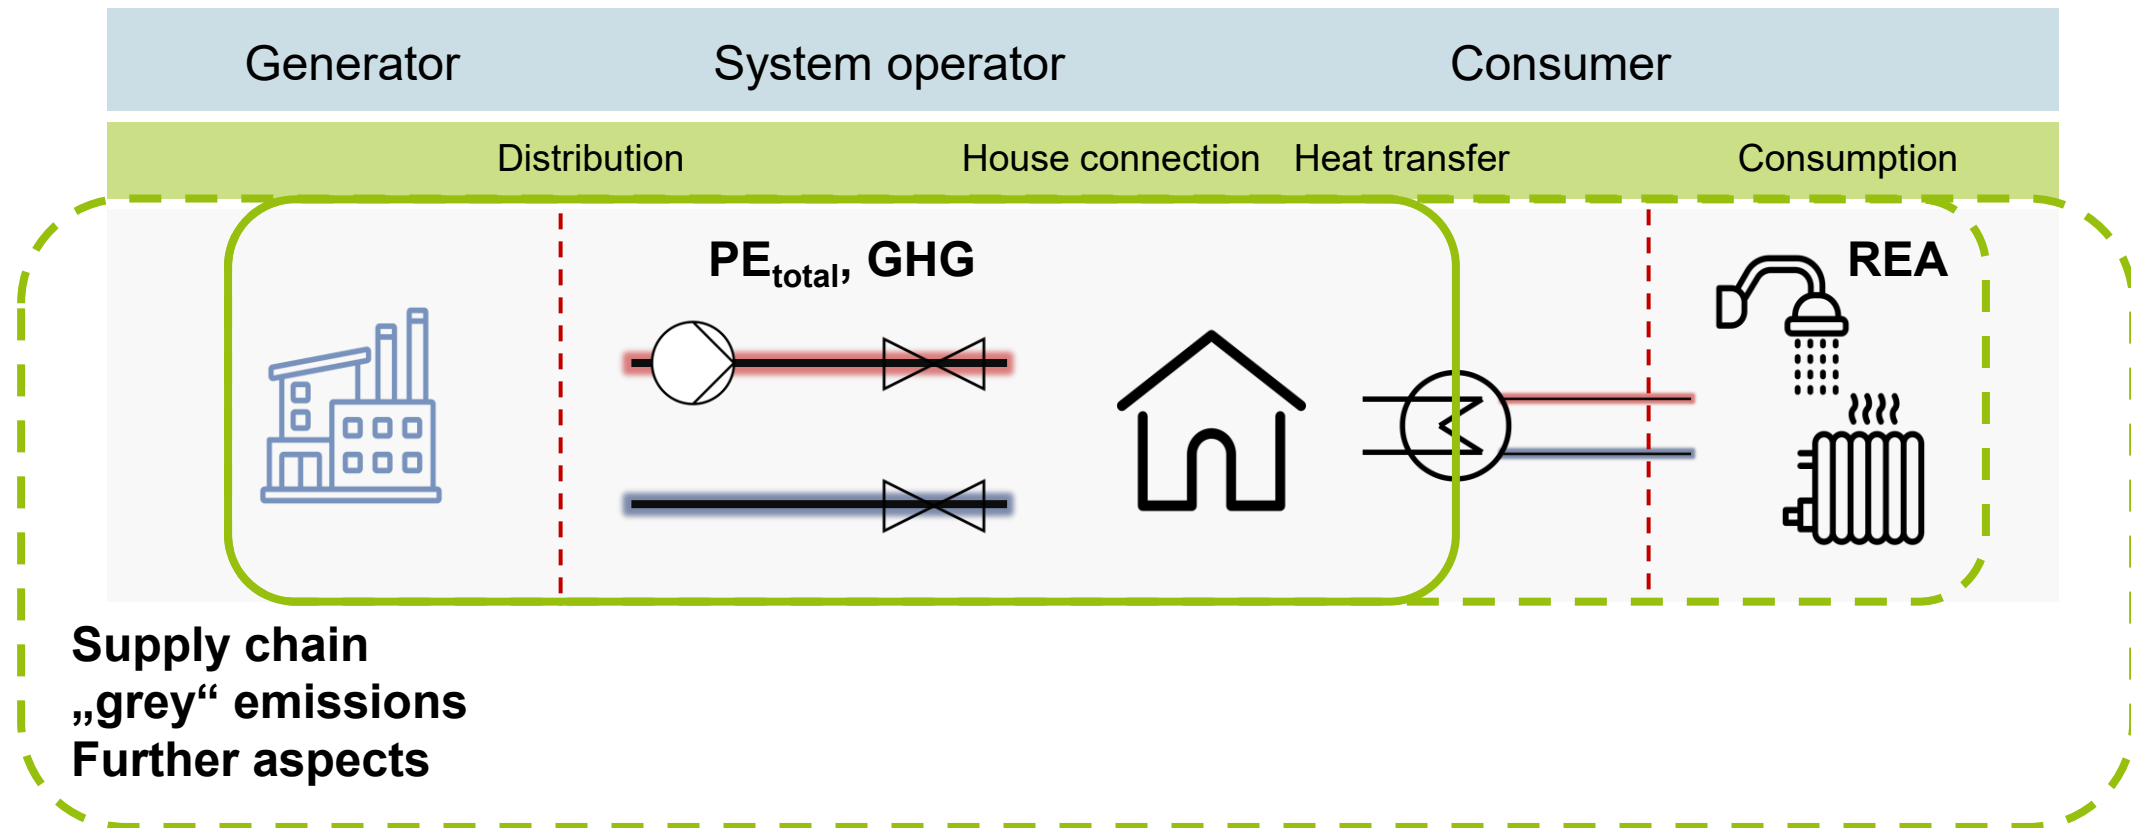 Generator System operator Consumer
Distribution House connection Heat transfer Consumption
PEtotal, GHG REA
Supply chain
„grey“ emissions
Further aspects